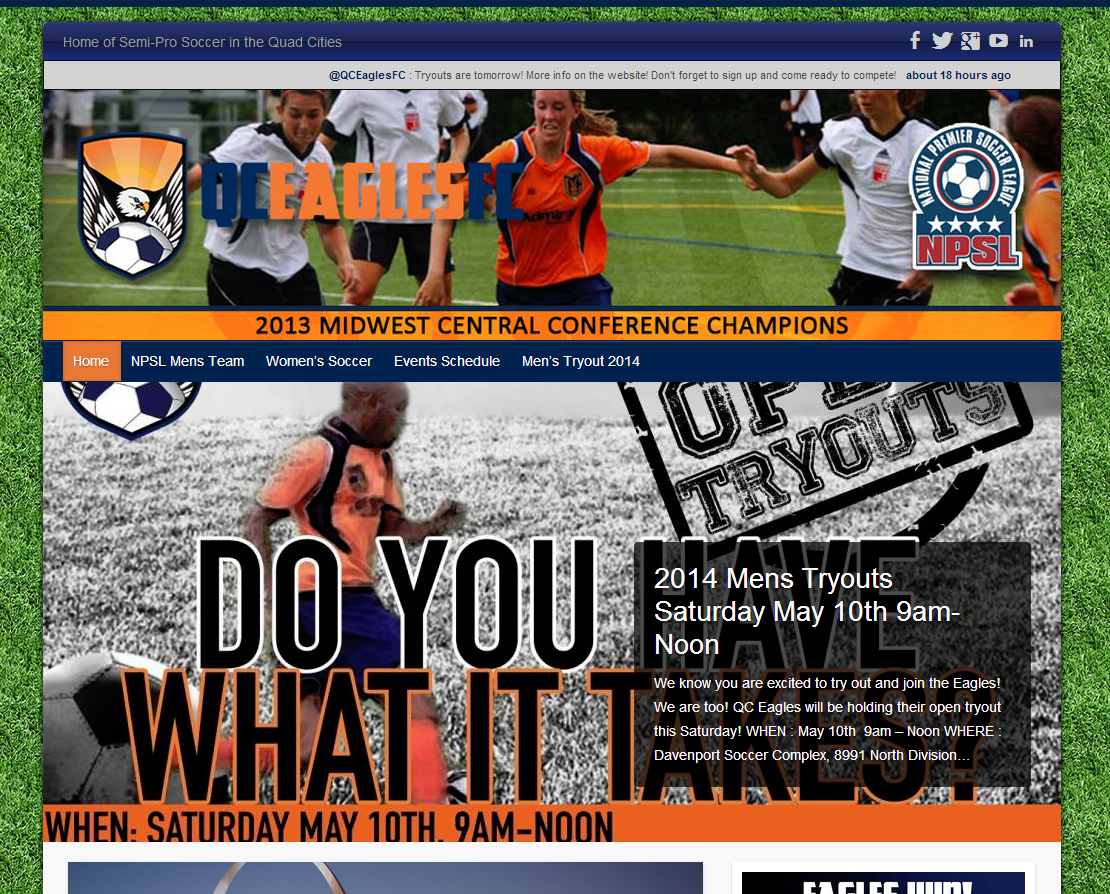 Home of Semi-Pro Soccer in the Quad Cities
@QCEaglesFC : Tryouts are tomorrow! More info on the website! Don't forget to sign up and come ready to compete! about 18 hours ago
QCEAGLESFC
NATIONAL PREMIER SOCCER LEAGUE
NPSL
Admiral
2013 MIDWEST CENTRAL CONFERENCE CHAMPIONS
Home NPSL Mens Team Women's Soccer Events Schedule Men's Tryout 2014
OPEN
TRYOUTS
DO YOU HAVE
WHAT IT TAKES?
2014 Mens Tryouts
Saturday May 10th 9am-
Noon
We know you are excited to try out and join the Eagles!
We are too! QC Eagles will be holding their open tryout
this Saturday! WHEN : May 10th  9am – Noon WHERE :
Davenport Soccer Complex, 8991 North Division…
WHEN: SATURDAY MAY 10TH, 9AM-NOON